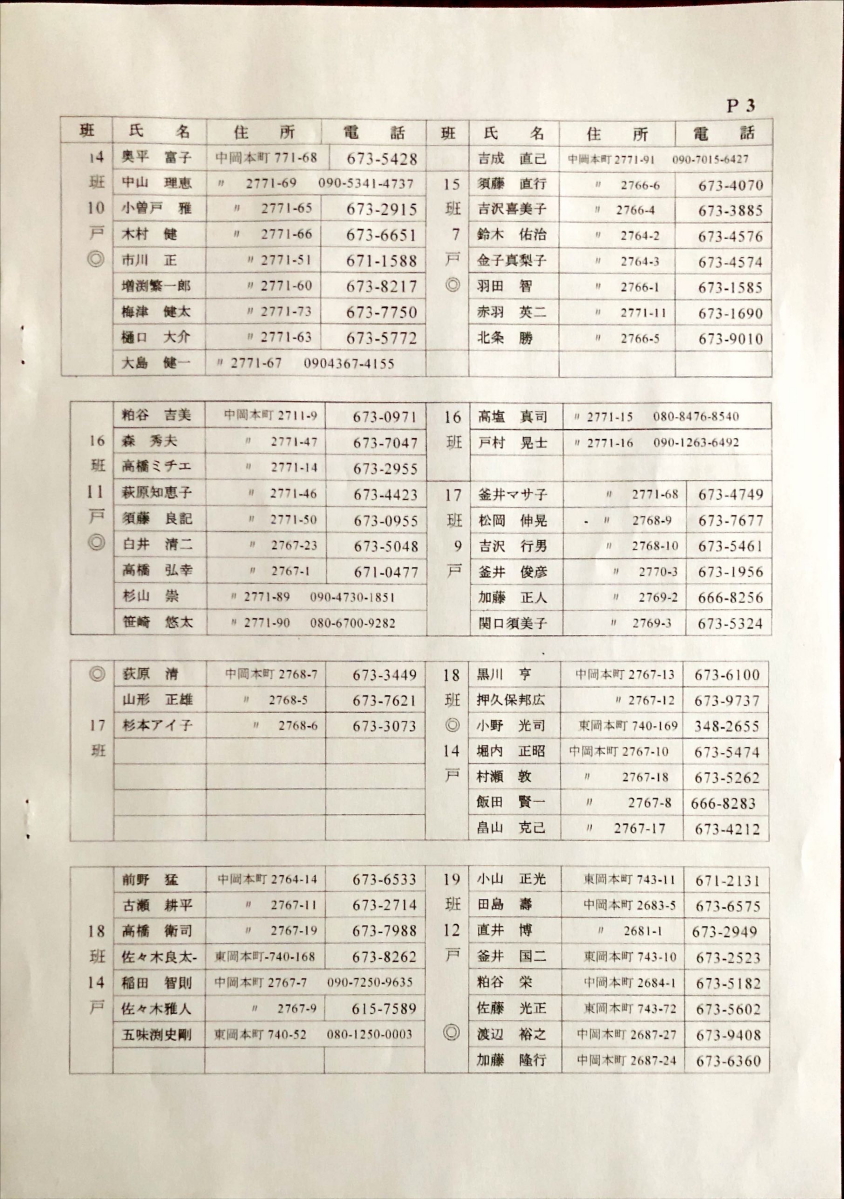 P 3
班 氏 名 住 所 電 話 班 氏 名 住 所 電 話
14 奥平 富子 中岡本町 771-68 673-5428 吉成 直己 中岡本町 2771-91 090-7015-6427
班 中山 理恵 〃 2771-69 090-5341-4737 15 須藤 直行 〃 2766-6 673-4070
10 小曽戸 雅 〃 2771-65 673-2915 班 吉沢喜美子 〃 2766-4 673-3885
戸 木村 健 〃 2771-66 673-6651 7 鈴木 佑治 〃 2764-2 673-4576
◎ 市川 正 〃 2771-51 671-1588 戸 金子真梨子 〃 2764-3 673-4574
増渕繁一郎 〃 2771-60 673-8217 ◎ 羽田 智 〃 2766-1 673-1585
梅津 健太 〃 2771-73 673-7750 赤羽 英二 〃 2771-11 673-1690
樋口 大介 〃 2771-63 673-5772 北条 勝 〃 2766-5 673-9010
大島 健一 〃 2771-67 0904367-4155
粕谷 吉美 中岡本町 2711-9 673-0971 16 高塩 真司 〃 2771-15 080-8476-8540
16 森 秀夫 〃 2771-47 673-7047 班 戸村 晃士 〃 2771-16 090-1263-6492
班 高橋ミチエ 〃 2771-14 673-2955
11 萩原知恵子 〃 2771-46 673-4423 17 釜井マサ子 〃 2771-68 673-4749
戸 須藤 良記 〃 2771-50 673-0955 班 松岡 伸晃 - 〃 2768-9 673-7677
◎ 白井 清二 〃 2767-23 673-5048 9 吉沢 行男 〃 2768-10 673-5461
高橋 弘幸 〃 2767-1 671-0477 戸 釜井 俊彦 〃 2770-3 673-1956
杉山 崇 〃 2771-89 090-4730-1851 加藤 正人 〃 2769-2 666-8256
笹崎 悠太 〃 2771-90 080-6700-9282 関口須美子 〃 2769-3 673-5324
◎ 荻原 清 中岡本町 2768-7 673-3449 18 黒川 亨 中岡本町 2767-13 673-6100
山形 正雄 〃 2768-5 673-7621 班 押久保邦広 〃 2767-12 673-9737
17 杉本アイ子 〃 2768-6 673-3073 ◎ 小野 光司 東岡本町 740-169 348-2655
班 14 堀内 正昭 中岡本町 2767-10 673-5474
戸 村瀬 敦 〃 2767-18 673-5262
飯田 賢一 〃 2767-8 666-8283
畠山 克己 〃 2767-17 673-4212
前野 猛 中岡本町 2764-14 673-6533 19 小山 正光 東岡本町 743-11 671-2131
古瀬 耕平 〃 2767-11 673-2714 班 田島 壽 中岡本町 2683-5 673-6575
18 高橋 衛司 〃 2767-19 673-7988 12 直井 博 〃 2681-1 673-2949
班 佐々木良太- 東岡本町-740-168 673-8262 戸 釜井 国二 東岡本町 743-10 673-2523
14 稲田 智則 中岡本町 2767-7 090-7250-9635 粕谷 栄 中岡本町 2684-1 673-5182
戸 佐々木雅人 〃 2767-9 615-7589 佐藤 光正 東岡本町 743-72 673-5602
五味渕史剛 東岡本町 740-52 080-1250-0003 ◎ 渡辺 裕之 中岡本町 2687-27 673-9408
加藤 隆行 中岡本町 2687-24 673-6360